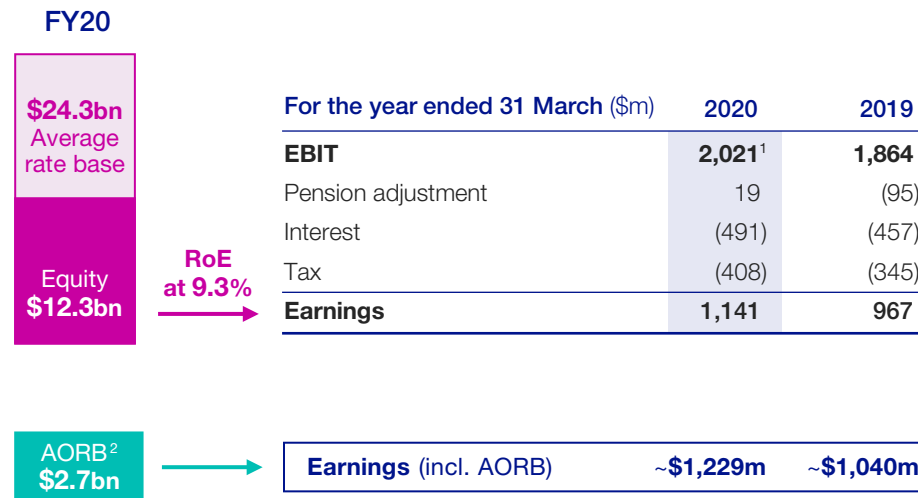 FY20
$24.3bn
Average
rate base
Equity
$12.3bn
RoE
at 9.3%
For the year ended 31 March ($m) 2020 2019
EBIT 2,021¹ 1,864
Pension adjustment 19 (95)
Interest (491) (457)
Tax (408) (345)
Earnings 1,141 967
AORB²
$2.7bn
Earnings (incl. AORB) ~$1,229m ~$1,040m